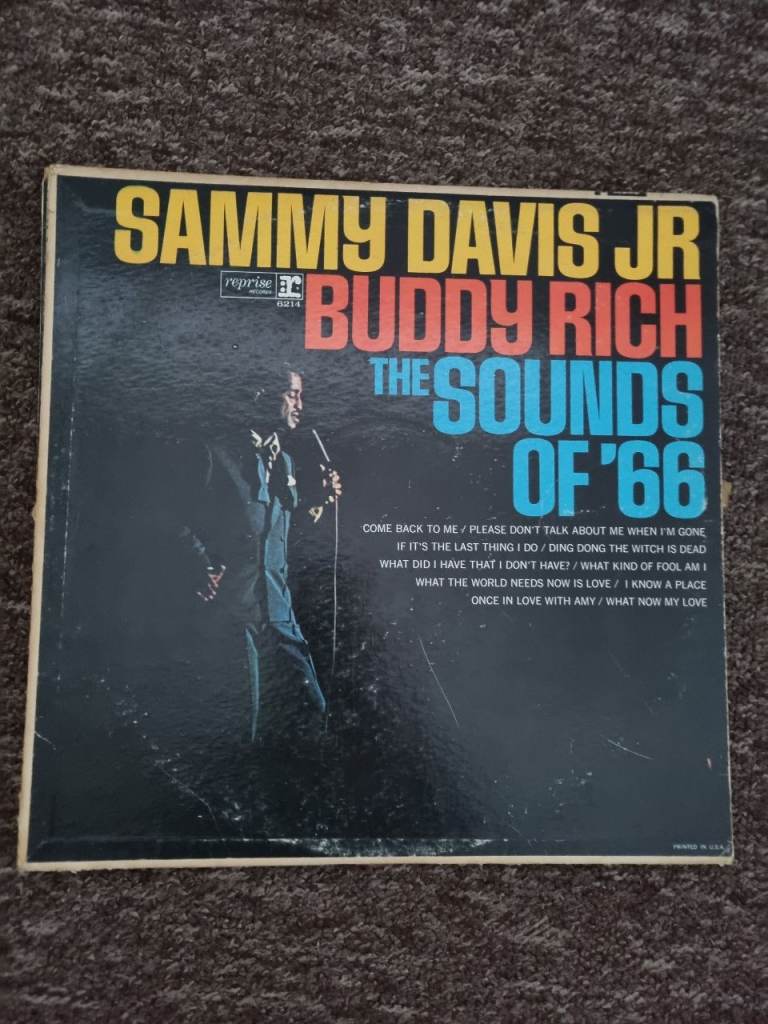 SAMMY DAVIS JR
reprise
RECORDS
6214
BUDDY RICH
THE SOUNDS
OF '66
COME BACK TO ME / PLEASE DON'T TALK ABOUT ME WHEN I'M GONE
IF IT'S THE LAST THING I DO / DING DONG THE WITCH IS DEAD
WHAT DID I HAVE THAT I DON'T HAVE? / WHAT KIND OF FOOL AM I
WHAT THE WORLD NEEDS NOW IS LOVE / I KNOW A PLACE
ONCE IN LOVE WITH AMY / WHAT NOW MY LOVE
PRINTED IN U.S.A.